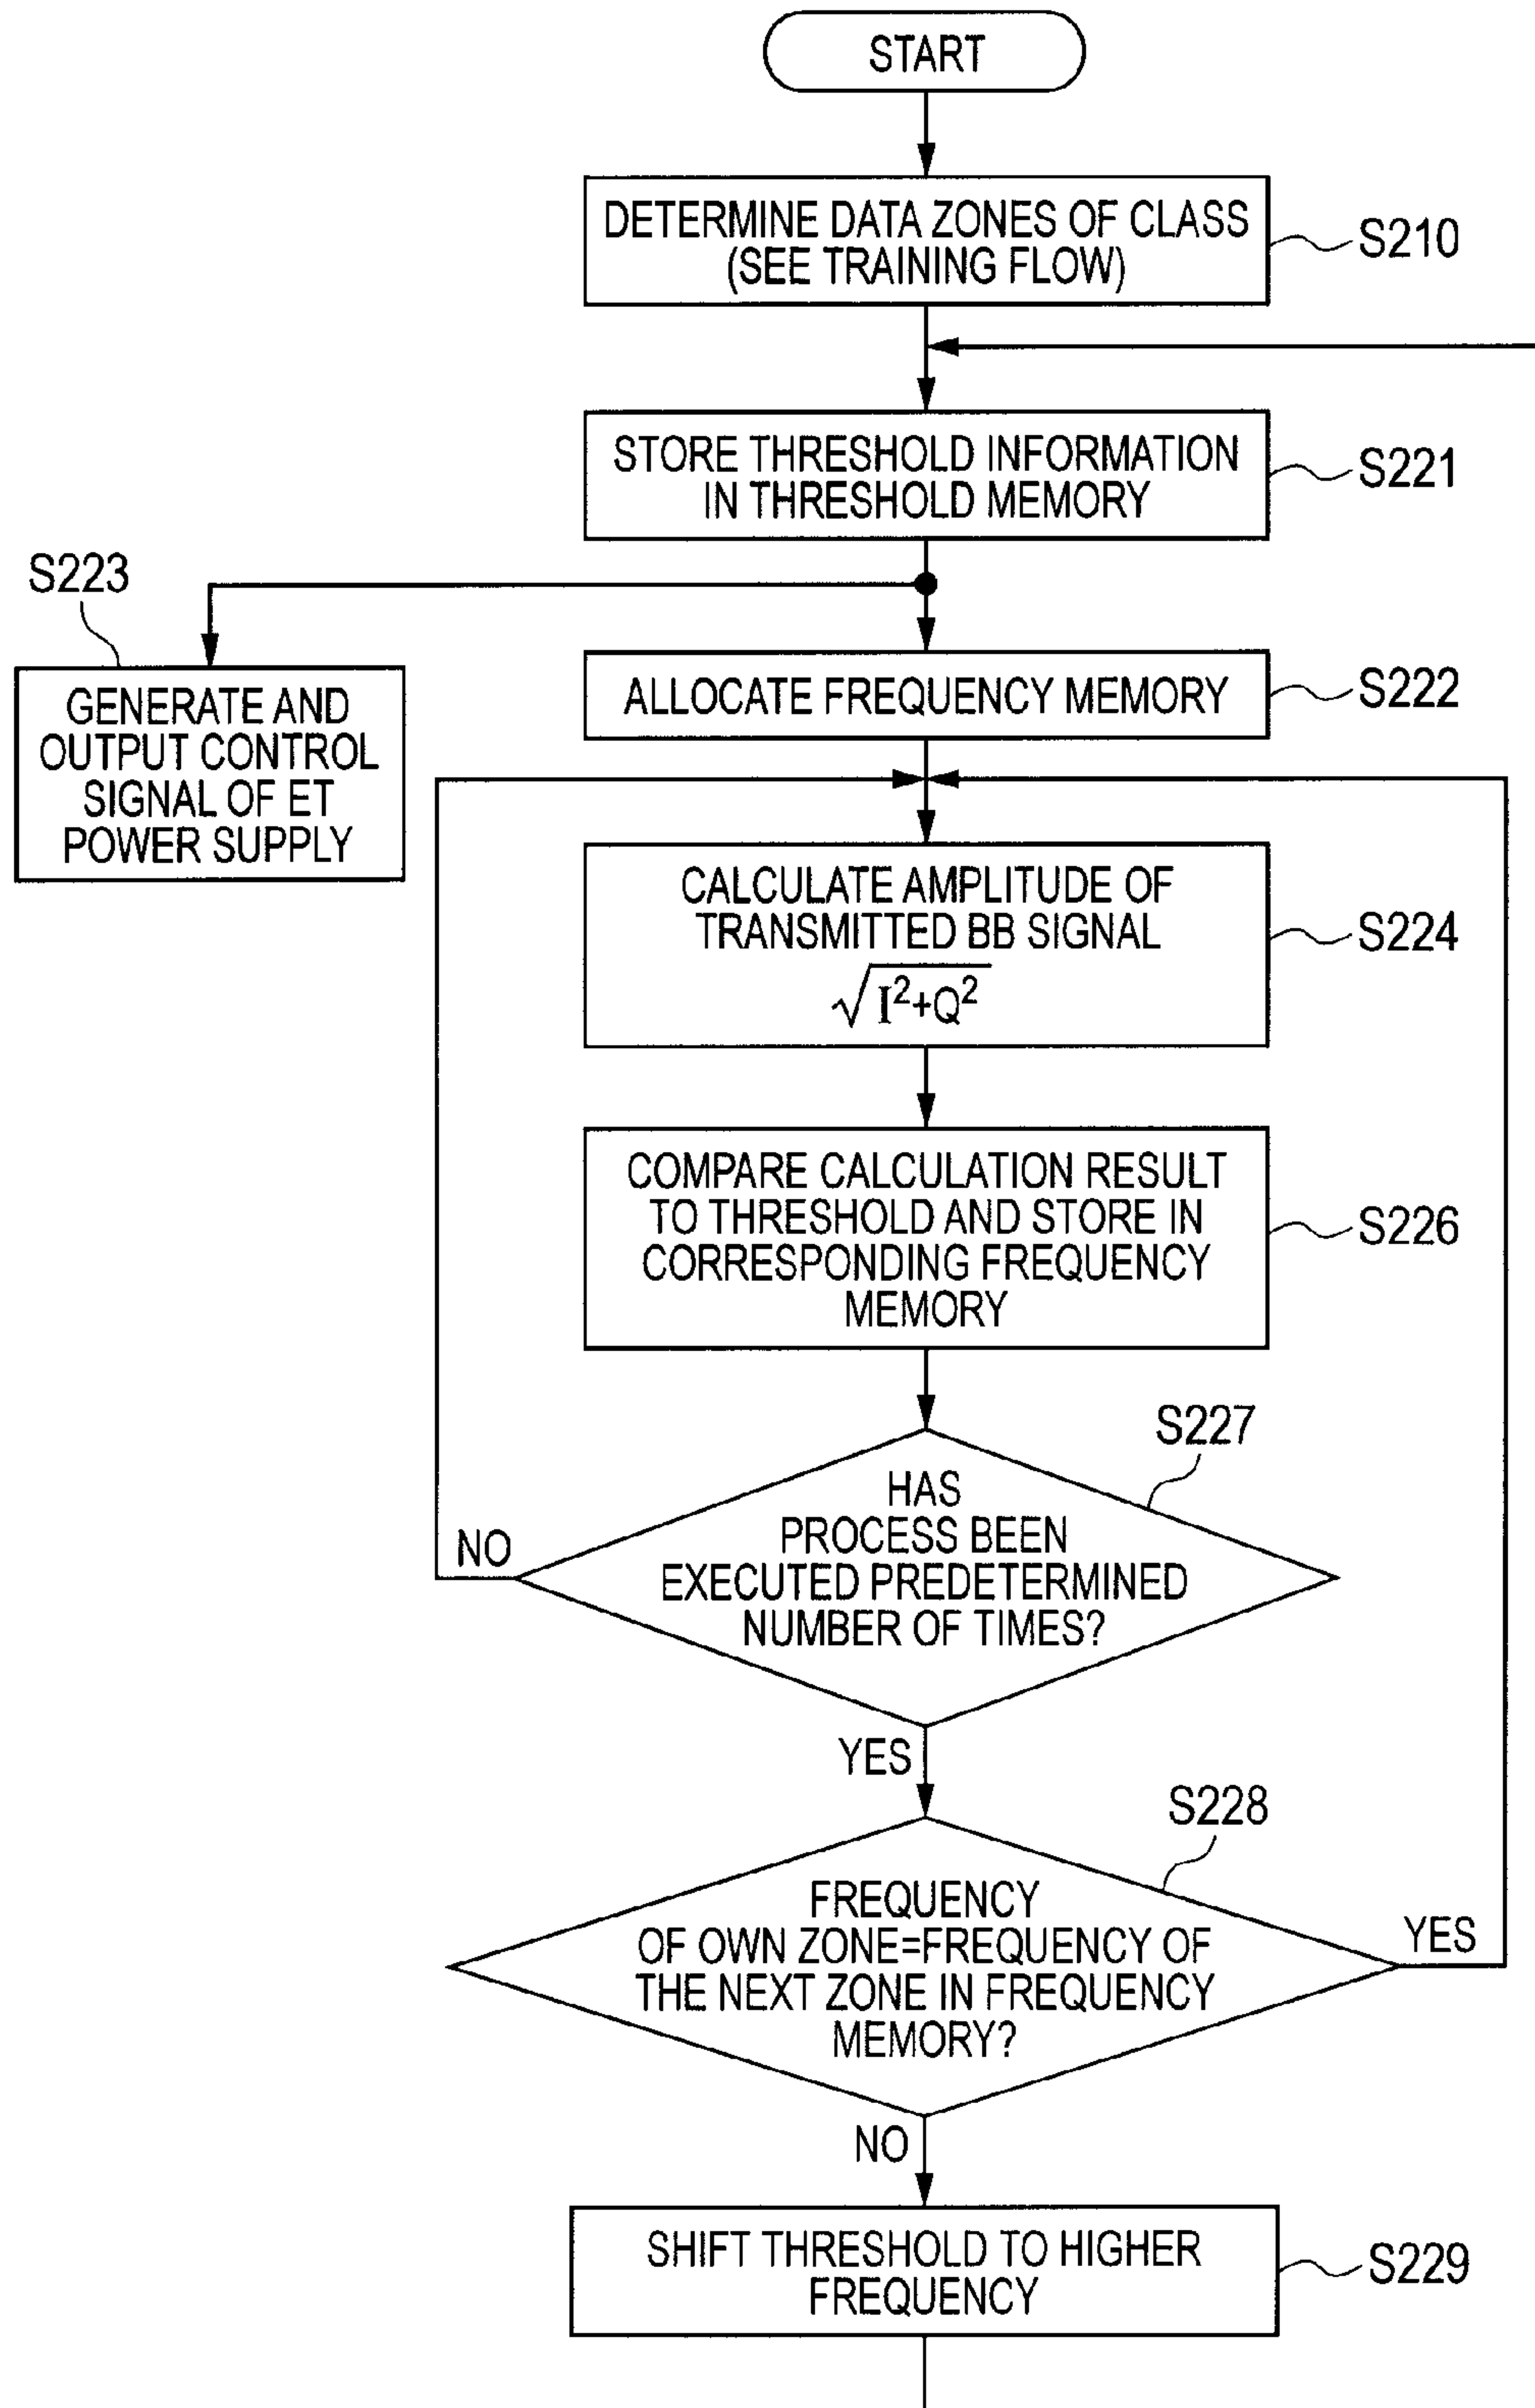 START
DETERMINE DATA ZONES OF CLASS
(SEE TRAINING FLOW)
S210
STORE THRESHOLD INFORMATION
IN THRESHOLD MEMORY
S221
S223
GENERATE AND
OUTPUT CONTROL
SIGNAL OF ET
POWER SUPPLY
ALLOCATE FREQUENCY MEMORY
S222
CALCULATE AMPLITUDE OF
TRANSMITTED BB SIGNAL
√I²+Q²
S224
COMPARE CALCULATION RESULT
TO THRESHOLD AND STORE IN
CORRESPONDING FREQUENCY
MEMORY
S226
S227
HAS
PROCESS BEEN
EXECUTED PREDETERMINED
NUMBER OF TIMES?
NO
YES
S228
FREQUENCY
OF OWN ZONE=FREQUENCY OF
THE NEXT ZONE IN FREQUENCY
MEMORY?
YES
NO
SHIFT THRESHOLD TO HIGHER
FREQUENCY
S229